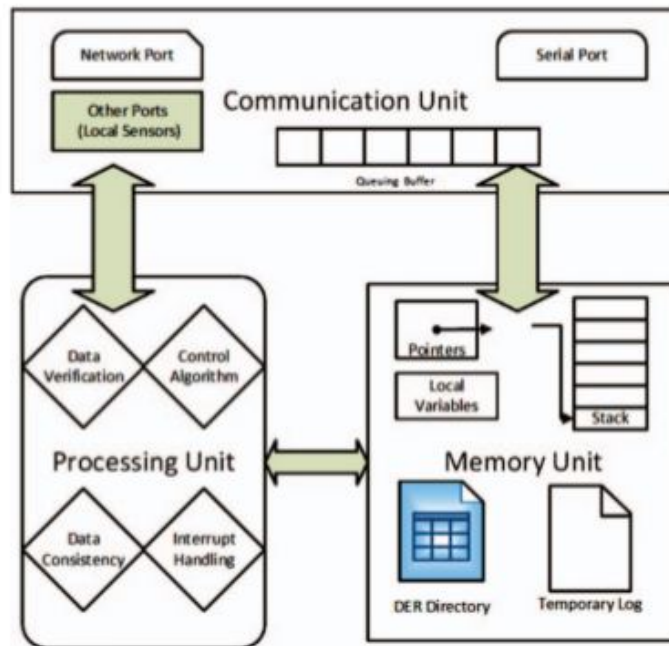 Network Port
Serial Port
Other Ports
(Local Sensors)
Communication Unit
Queuing Buffer
Data
Verification
Control
Algorithm
Processing Unit
Data
Consistency
Interrupt
Handling
Pointers
Local
Variables
Stack
Memory Unit
DER Directory
Temporary Log